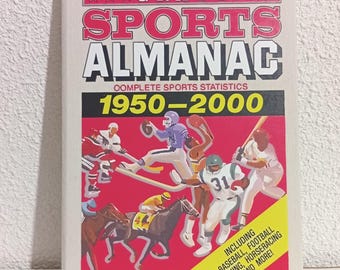 SPORTS
ALMANAC
COMPLETE SPORTS STATISTICS
1950–2000
31
INCLUDING
BASEBALL, FOOTBALL
HORSERACING
AND MORE!